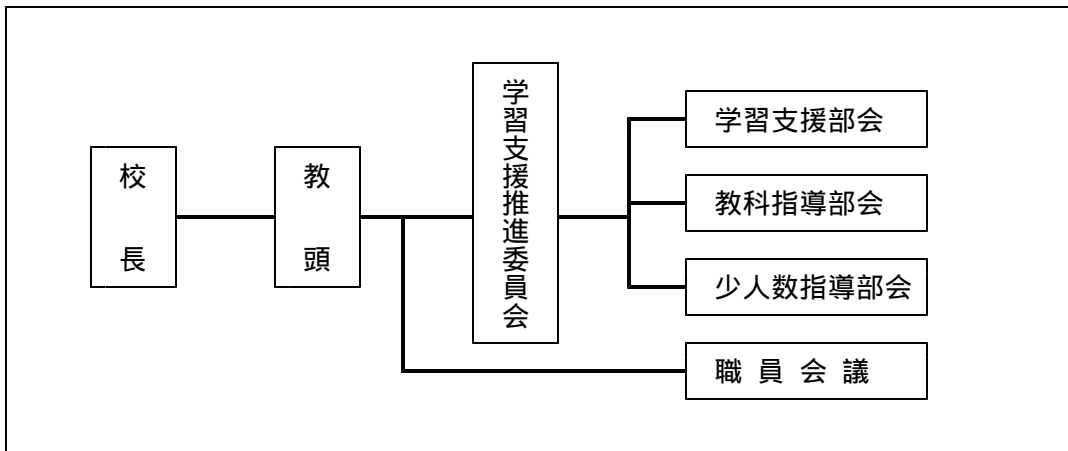 校長
教頭
学習支援推進委員会
学習支援部会
教科指導部会
少人数指導部会
職員会議